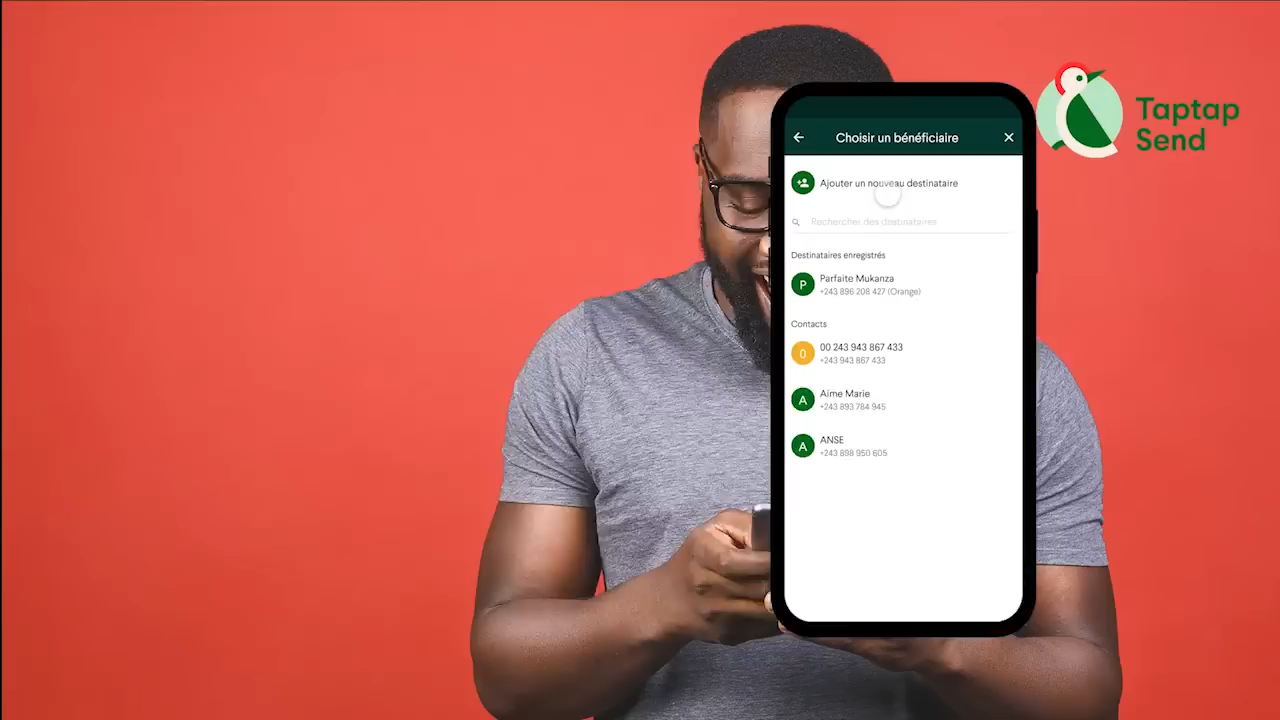 Taptap
Send
Choisir un bénéficiaire
Ajouter un nouveau destinataire
Rechercher des destinataires
Destinataires enregistrés
P
Parfaite Mukanza
+243 896 208 427 (Orange)
Contacts
0
00 243 943 867 433
+243 943 867 433
A
Aime Marie
+243 893 784 945
A
ANSE
+243 898 950 605